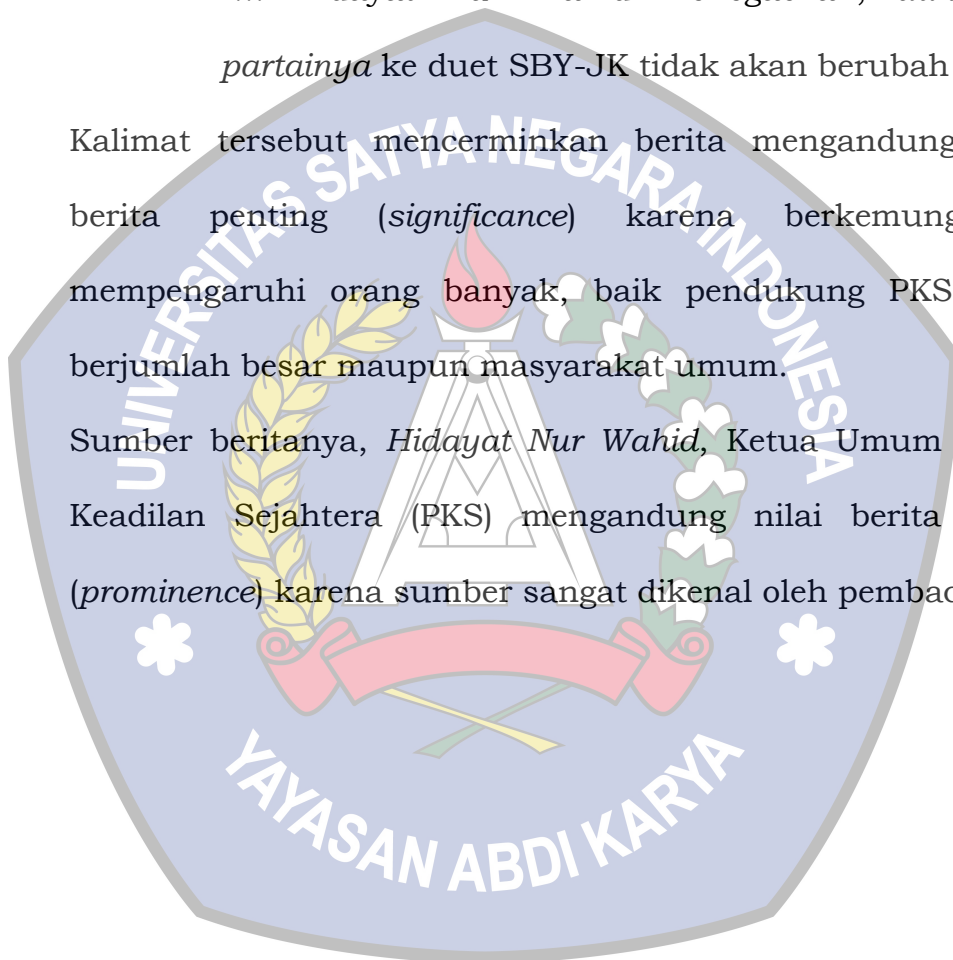 partainya ke duet SBY-JK tidak akan berubah
Kalimat tersebut mencerminkan berita mengandung
berita penting (significance) karena
mempengaruhi orang banyak, baik pendukung PKS
berjumlah besar maupun masyarakat umum.
Sumber beritanya, Hidayat Nur Wahid, Ketua Umum
Keadilan Sejahtera (PKS) mengandung nilai berita
(prominence) karena sumber sangat dikenal oleh
UNIVERSITAS SATYA NEGARA INDONESIA
YAYASAN ABDI KARYA